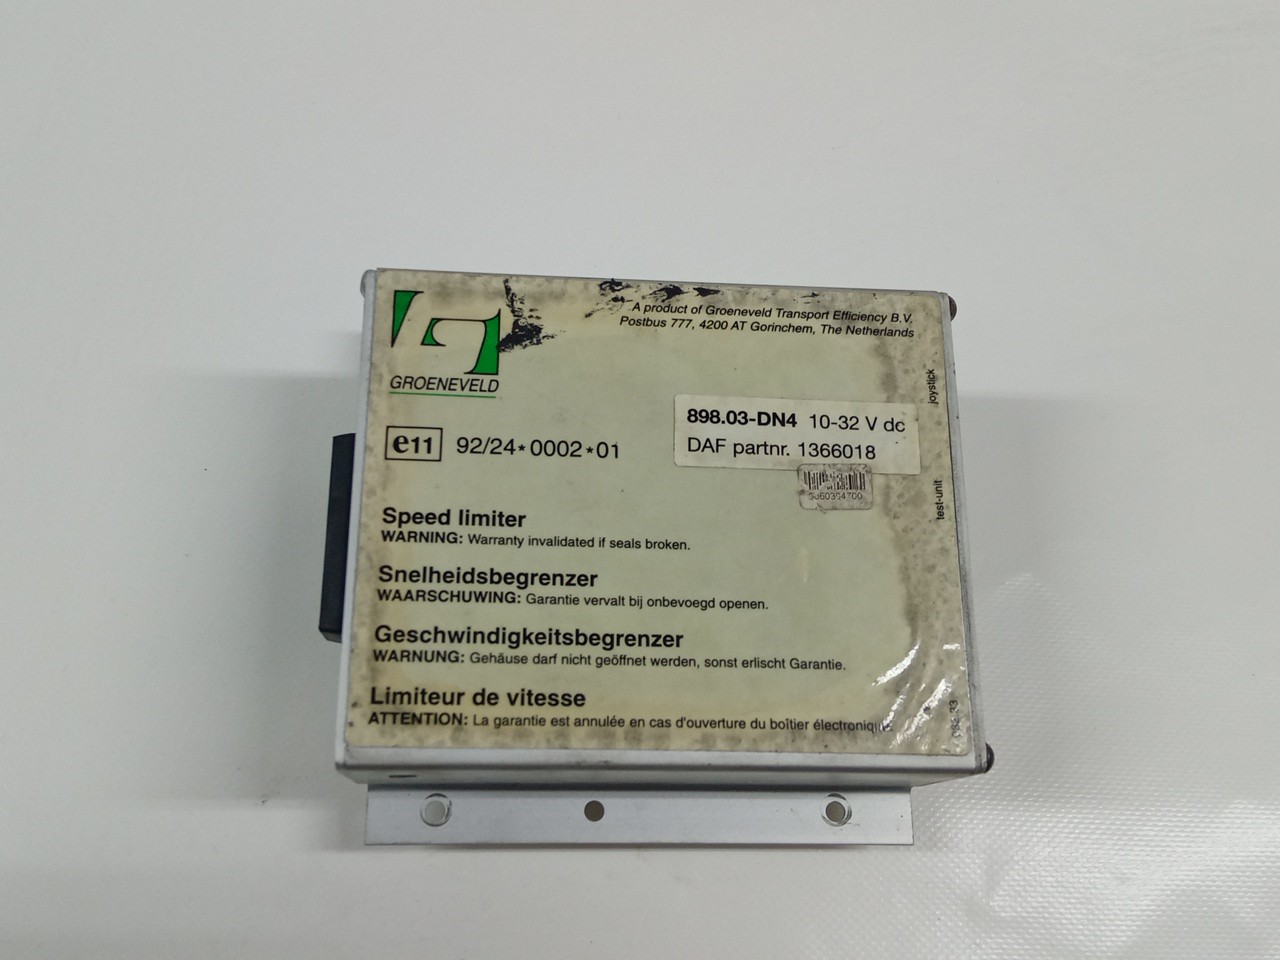 A product of Groeneveld Transport Efficiency B.V.
Postbus 777, 4200 AT Gorinchem, The Netherlands
GROENEVELD
joystick
898.03-DN4 10-32 V dc
DAF partnr. 1366018
e11 92/24*0002*01
test-unit
Speed limiter
WARNING: Warranty invalidated if seals broken.
Snelheidsbegrenzer
WAARSCHUWING: Garantie vervalt bij onbevoegd openen.
Geschwindigkeitsbegrenzer
WARNUNG: Gehäuse darf nicht geöffnet werden, sonst erlischt Garantie.
Limiteur de vitesse
ATTENTION: La garantie est annulée en cas d'ouverture du boîtier électronique